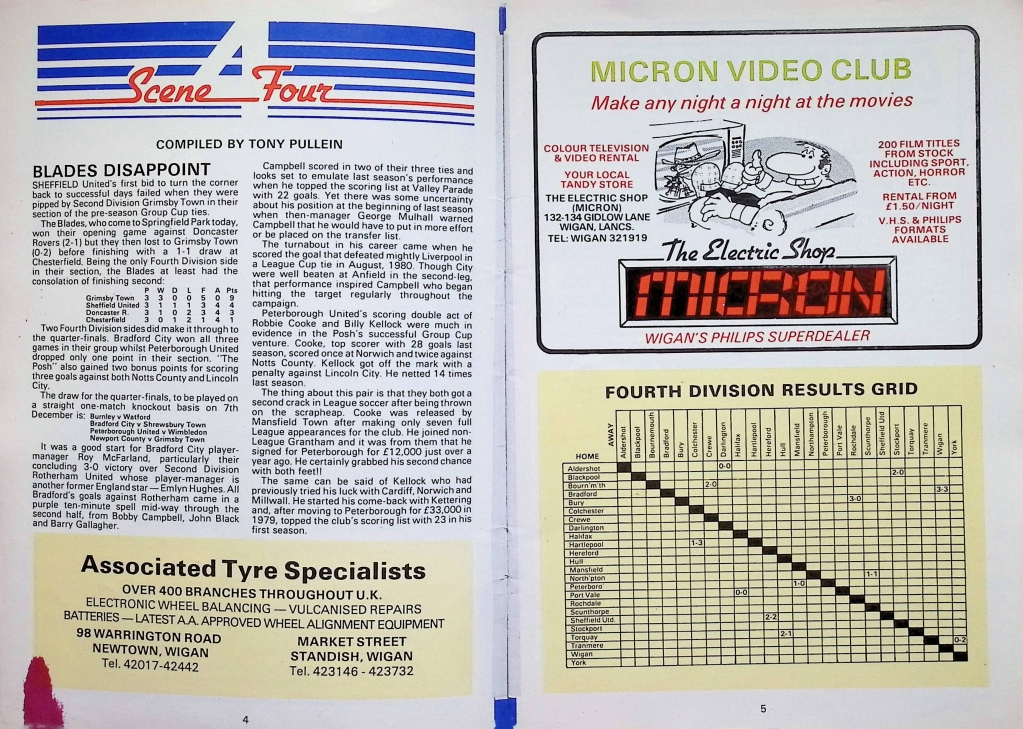 A
Scene Four
COMPILED BY TONY PULLEIN
BLADES DISAPPOINT
SHEFFIELD United's first bid to turn the corner
back to successful days failed when they were
pipped by Second Division Grimsby Town in their
section of the pre-season Group Cup ties.
The Blades, who come to Springfield Park today,
won their opening game against Doncaster
Rovers (2-1) but they then lost to Grimsby Town
(0-2) before finishing with a 1-1 draw at
Chesterfield. Being the only Fourth Division side
in their section, the Blades at least had the
consolation of finishing second:
P W D L F A Pts
Grimsby Town 3 3 0 0 5 0 9
Sheffield United 3 1 1 1 3 4 4
Doncaster R. 3 1 0 2 3 4 3
Chesterfield 3 0 1 2 1 4 1
Two Fourth Division sides did make it through to
the quarter-finals. Bradford City won all three
games in their group whilst Peterborough United
dropped only one point in their section. "The
Posh" also gained two bonus points for scoring
three goals against both Notts County and Lincoln
City.
The draw for the quarter-finals, to be played on
a straight one-match knockout basis on 7th
December is: Burnley v Watford
Bradford City v Shrewsbury Town
Peterborough United v Wimbledon
Newport County v Grimsby Town
It was a good start for Bradford City player-
manager Roy McFarland, particularly their
concluding 3-0 victory over Second Division
Rotherham United whose player-manager is
another former England star — Emlyn Hughes. All
Bradford's goals against Rotherham came in a
purple ten-minute spell mid-way through the
second half, from Bobby Campbell, John Black
and Barry Gallagher.
Campbell scored in two of their three ties and
looks set to emulate last season's performance
when he topped the scoring list at Valley Parade
with 22 goals. Yet there was some uncertainty
about his position at the beginning of last season
when then-manager George Mulhall warned
Campbell that he would have to put in more effort
or be placed on the transfer list.
The turnabout in his career came when he
scored the goal that defeated mighty Liverpool in
a League Cup tie in August, 1980. Though City
were well beaten at Anfield in the second-leg,
that performance inspired Campbell who began
hitting the target regularly throughout the
campaign.
Peterborough United's scoring double act of
Robbie Cooke and Billy Kellock were much in
evidence in the Posh's successful Group Cup
venture. Cooke, top scorer with 28 goals last
season, scored once at Norwich and twice against
Notts County. Kellock got off the mark with a
penalty against Lincoln City. He netted 14 times
last season.
The thing about this pair is that they both got a
second crack in League soccer after being thrown
on the scrapheap. Cooke was released by
Mansfield Town after making only seven full
League appearances for the club. He joined non-
League Grantham and it was from them that he
signed for Peterborough for £12,000 just over a
year ago. He certainly grabbed his second chance
with both feet!!
The same can be said of Kellock who had
previously tried his luck with Cardiff, Norwich and
Millwall. He started his come-back with Kettering
and, after moving to Peterborough for £33,000 in
1979, topped the club's scoring list with 23 in his
first season.
Associated Tyre Specialists
OVER 400 BRANCHES THROUGHOUT U.K.
ELECTRONIC WHEEL BALANCING — VULCANISED REPAIRS
BATTERIES — LATEST A.A. APPROVED WHEEL ALIGNMENT EQUIPMENT
98 WARRINGTON ROAD
NEWTOWN, WIGAN
Tel. 42017-42442
MARKET STREET
STANDISH, WIGAN
Tel. 423146 - 423732
4
MICRON VIDEO CLUB
Make any night a night at the movies
COLOUR TELEVISION
& VIDEO RENTAL
YOUR LOCAL
TANDY STORE
THE ELECTRIC SHOP
(MICRON)
132-134 GIDLOW LANE
WIGAN, LANCS.
TEL: WIGAN 321919
200 FILM TITLES
FROM STOCK
INCLUDING SPORT,
ACTION, HORROR
ETC.
RENTAL FROM
£1.50/NIGHT
V.H.S. & PHILIPS
FORMATS
AVAILABLE
The Electric Shop
MICRON
WIGAN'S PHILIPS SUPERDEALER
FOURTH DIVISION RESULTS GRID
AWAY
Aldershot
Blackpool
Bournemouth
Bradford
Bury
Colchester
Crewe
Darlington
Halifax
Hartlepool
Hereford
Hull
Mansfield
Northampton
Peterborough
Port Vale
Rochdale
Scunthorpe
Sheffield Utd
Stockport
Torquay
Tranmere
Wigan
York
HOME
Aldershot 0-0
Blackpool 2-0
Bourn'm'th 2-0
Bradford 3-3
Bury 3-0
Colchester
Crewe
Darlington
Halifax
Hartlepool 1-3
Hereford
Hull
Mansfield 1-1
North'pton
Peterboro' 1-0
Port Vale 0-0
Rochdale
Scunthorpe
Sheffield Utd. 2-2
Stockport
Torquay 2-1
Tranmere 0-2
Wigan
York
5